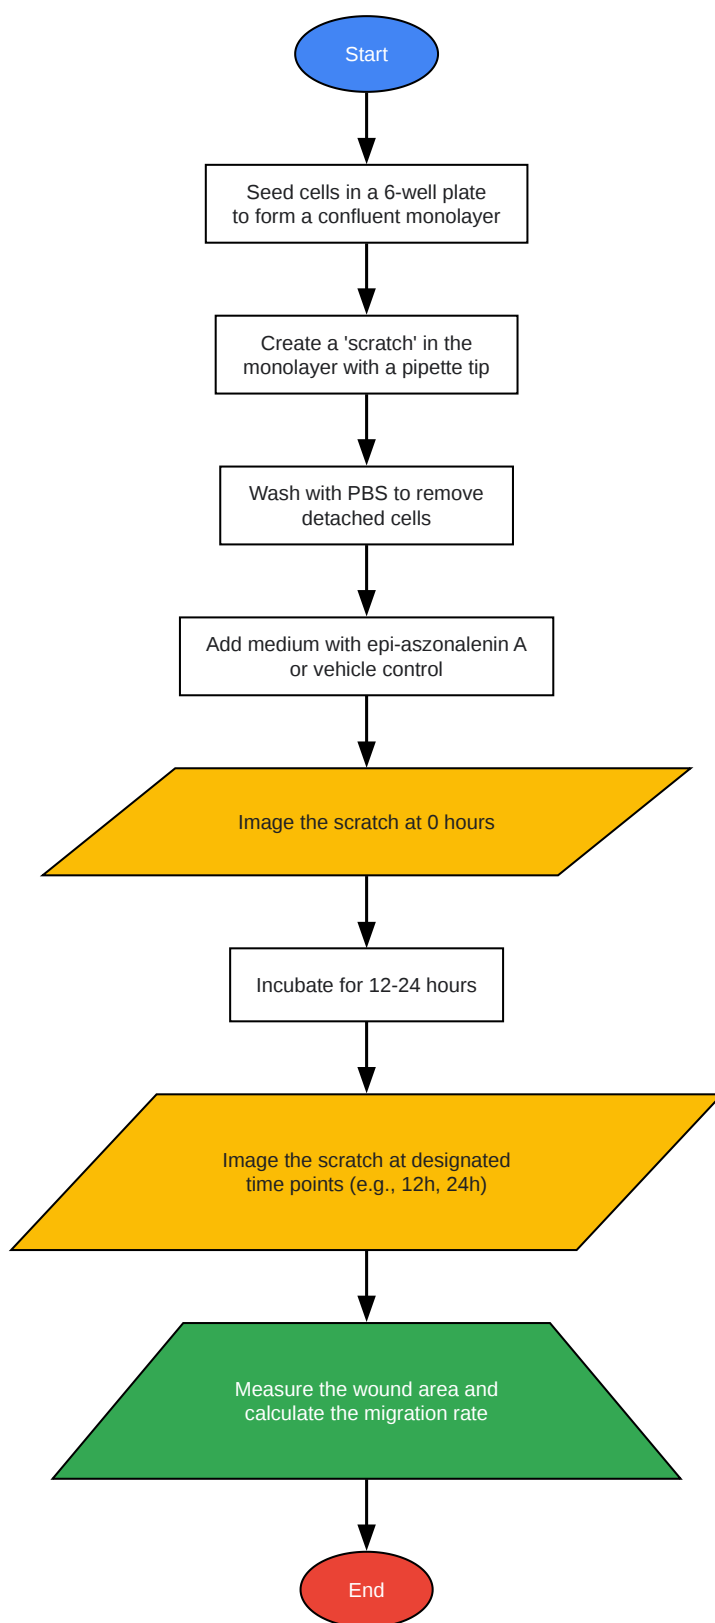 Start
Seed cells in a 6-well plate
to form a confluent monolayer
Create a 'scratch' in the
monolayer with a pipette tip
Wash with PBS to remove
detached cells
Add medium with epi-aszonalenin A
or vehicle control
Image the scratch at 0 hours
Incubate for 12-24 hours
Image the scratch at designated
time points (e.g., 12h, 24h)
Measure the wound area and
calculate the migration rate
End